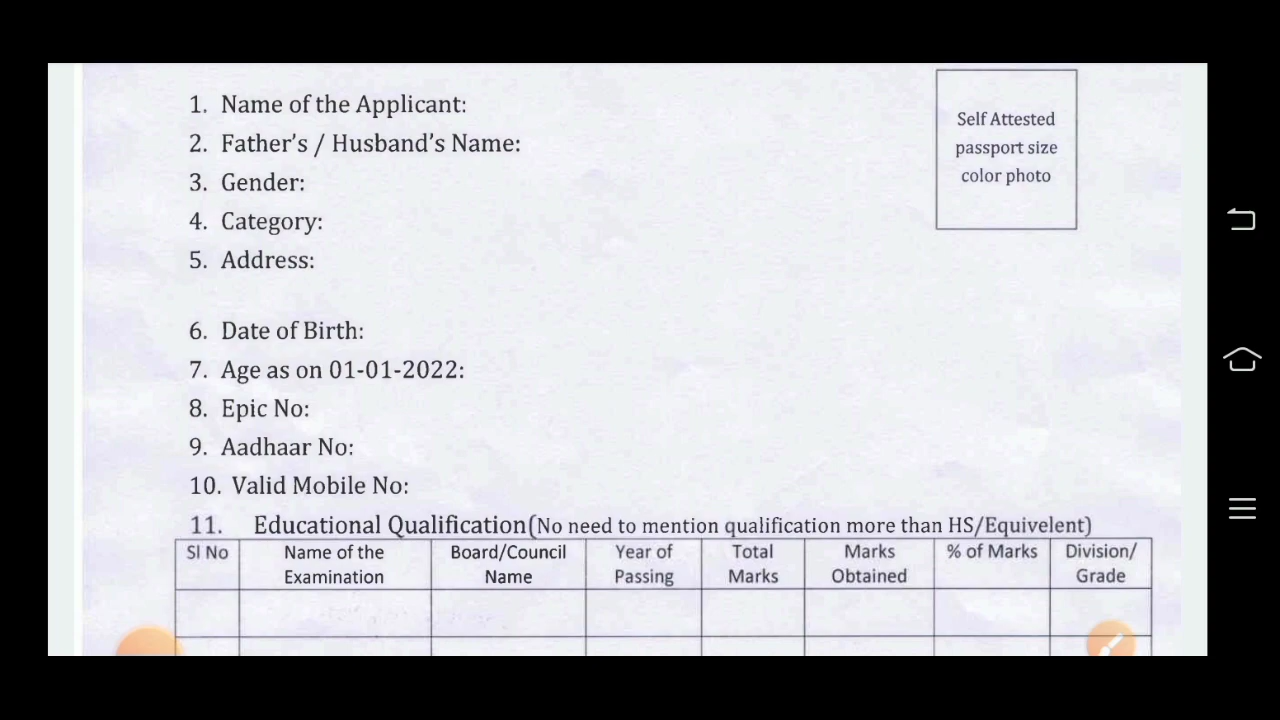 1. Name of the Applicant:
2. Father's / Husband's Name:
3. Gender:
4. Category:
5. Address:
Self Attested
passport size
color photo
6. Date of Birth:
7. Age as on 01-01-2022:
8. Epic No:
9. Aadhaar No:
10. Valid Mobile No:
11. Educational Qualification(No need to mention qualification more than HS/Equivelent)
Sl No Name of the Examination Board/Council Name Year of Passing Total Marks Marks Obtained % of Marks Division/ Grade